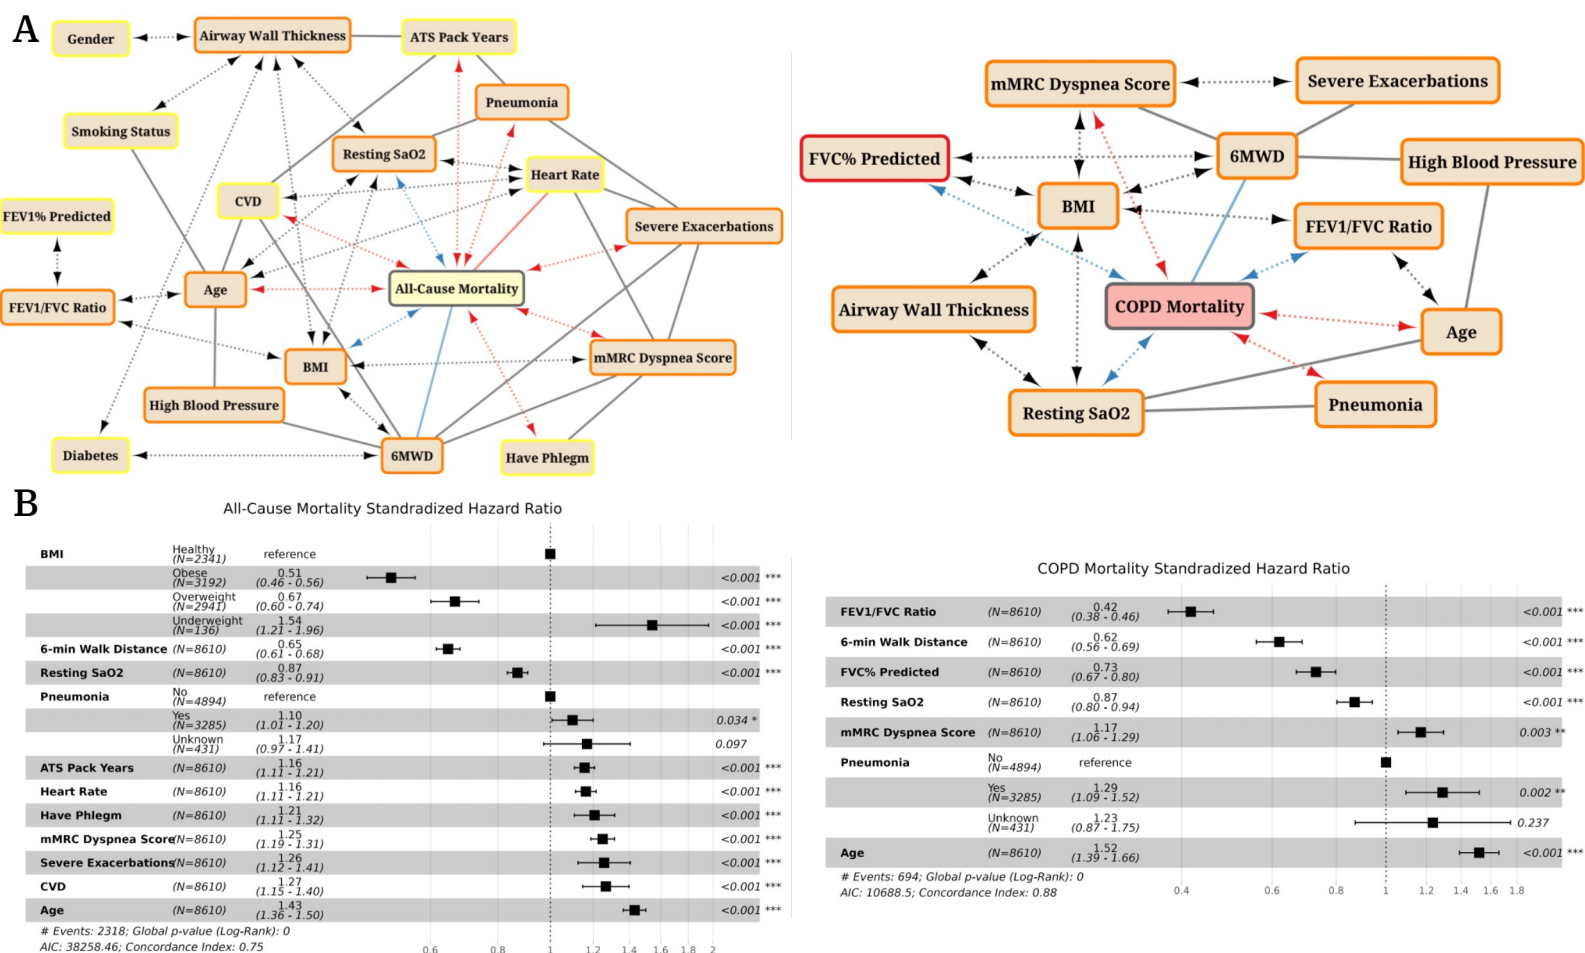 A
Gender
Airway Wall Thickness
ATS Pack Years
Pneumonia
Smoking Status
Resting SaO2
Heart Rate
CVD
FEV1% Predicted
Severe Exacerbations
Age
All-Cause Mortality
FEV1/FVC Ratio
BMI
mMRC Dyspnea Score
High Blood Pressure
Diabetes
6MWD
Have Phlegm
mMRC Dyspnea Score
Severe Exacerbations
FVC% Predicted
6MWD
High Blood Pressure
BMI
FEV1/FVC Ratio
Airway Wall Thickness
COPD Mortality
Age
Resting SaO2
Pneumonia
B
All-Cause Mortality Standradized Hazard Ratio
BMI Healthy (N=2341) reference
Obese (N=3192) 0.51 (0.46 - 0.56) <0.001 ***
Overweight (N=2941) 0.67 (0.60 - 0.74) <0.001 ***
Underweight (N=136) 1.54 (1.21 - 1.96) <0.001 ***
6-min Walk Distance (N=8610) 0.65 (0.61 - 0.68) <0.001 ***
Resting SaO2 (N=8610) 0.87 (0.83 - 0.91) <0.001 ***
Pneumonia No (N=4894) reference
Yes (N=3285) 1.10 (1.01 - 1.20) 0.034 *
Unknown (N=431) 1.17 (0.97 - 1.41) 0.097
ATS Pack Years (N=8610) 1.16 (1.11 - 1.21) <0.001 ***
Heart Rate (N=8610) 1.16 (1.11 - 1.21) <0.001 ***
Have Phlegm (N=8610) 1.21 (1.11 - 1.32) <0.001 ***
mMRC Dyspnea Score (N=8610) 1.25 (1.19 - 1.31) <0.001 ***
Severe Exacerbations (N=8610) 1.26 (1.12 - 1.41) <0.001 ***
CVD (N=8610) 1.27 (1.15 - 1.40) <0.001 ***
Age (N=8610) 1.43 (1.36 - 1.50) <0.001 ***
# Events: 2318; Global p-value (Log-Rank): 0
AIC: 38258.46; Concordance Index: 0.75
0.6 0.8 1 1.2 1.4 1.6 1.8 2
COPD Mortality Standradized Hazard Ratio
FEV1/FVC Ratio (N=8610) 0.42 (0.38 - 0.46) <0.001 ***
6-min Walk Distance (N=8610) 0.62 (0.56 - 0.69) <0.001 ***
FVC% Predicted (N=8610) 0.73 (0.67 - 0.80) <0.001 ***
Resting SaO2 (N=8610) 0.87 (0.80 - 0.94) <0.001 ***
mMRC Dyspnea Score (N=8610) 1.17 (1.06 - 1.29) 0.003 **
Pneumonia No (N=4894) reference
Yes (N=3285) 1.29 (1.09 - 1.52) 0.002 **
Unknown (N=431) 1.23 (0.87 - 1.75) 0.237
Age (N=8610) 1.52 (1.39 - 1.66) <0.001 ***
# Events: 694; Global p-value (Log-Rank): 0
AIC: 10688.5; Concordance Index: 0.88
0.4 0.6 0.8 1 1.2 1.4 1.6 1.8